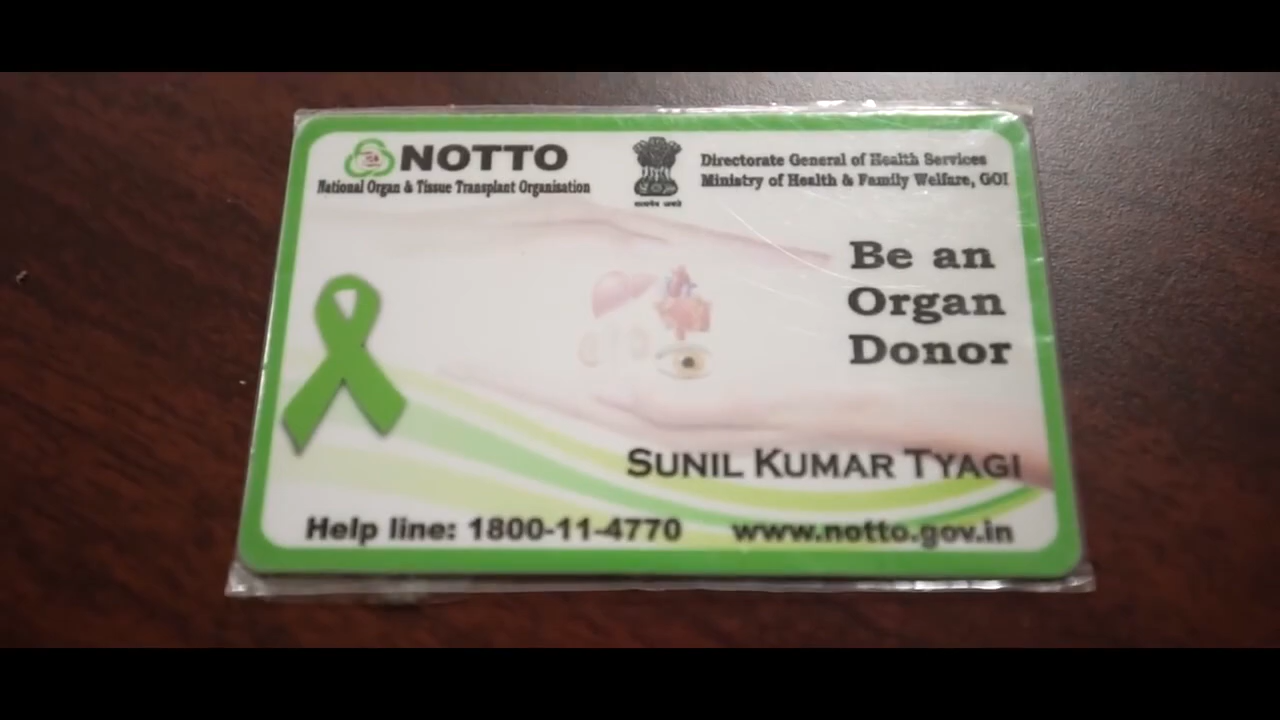 NOTTO
National Organ & Tissue Transplant Organisation
Directorate General of Health Services
Ministry of Health & Family Welfare, GOI
Be an
Organ
Donor
SUNIL KUMAR TYAGI
Help line: 1800-11-4770 www.notto.gov.in